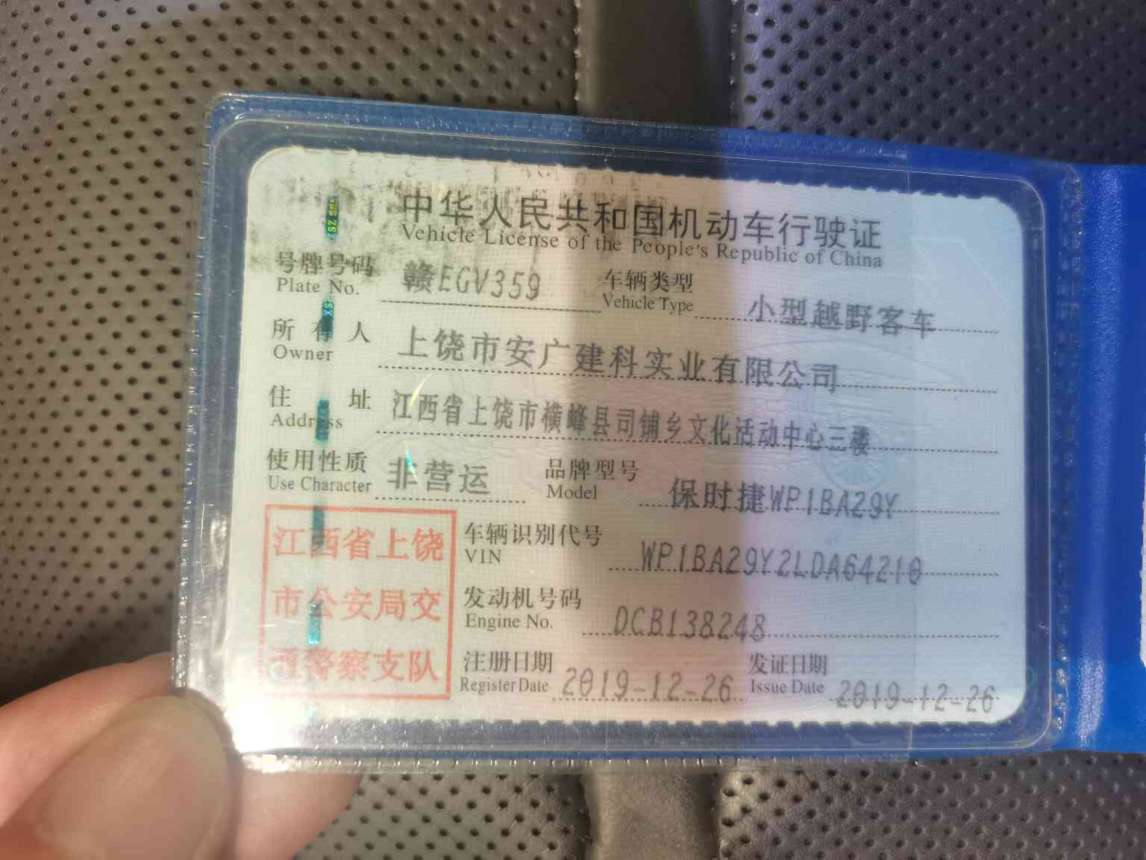 中华人民共和国机动车行驶证
Vehicle License of the People's Republic of China
号牌号码 赣EGV359 车辆类型 小型越野客车
Plate No. Vehicle Type
所有人 上饶市安广建科实业有限公司
Owner
住址 江西省上饶市横峰县司铺乡文化活动中心三楼
Address
使用性质 非营运 品牌型号 保时捷WP1BA29Y
Use Character Model
江西省上饶
市公安局交
通警察支队
车辆识别代号 WP1BA29Y2LDA64210
VIN
发动机号码 DCB138248
Engine No.
注册日期 2019-12-26 发证日期 2019-12-26
Register Date Issue Date